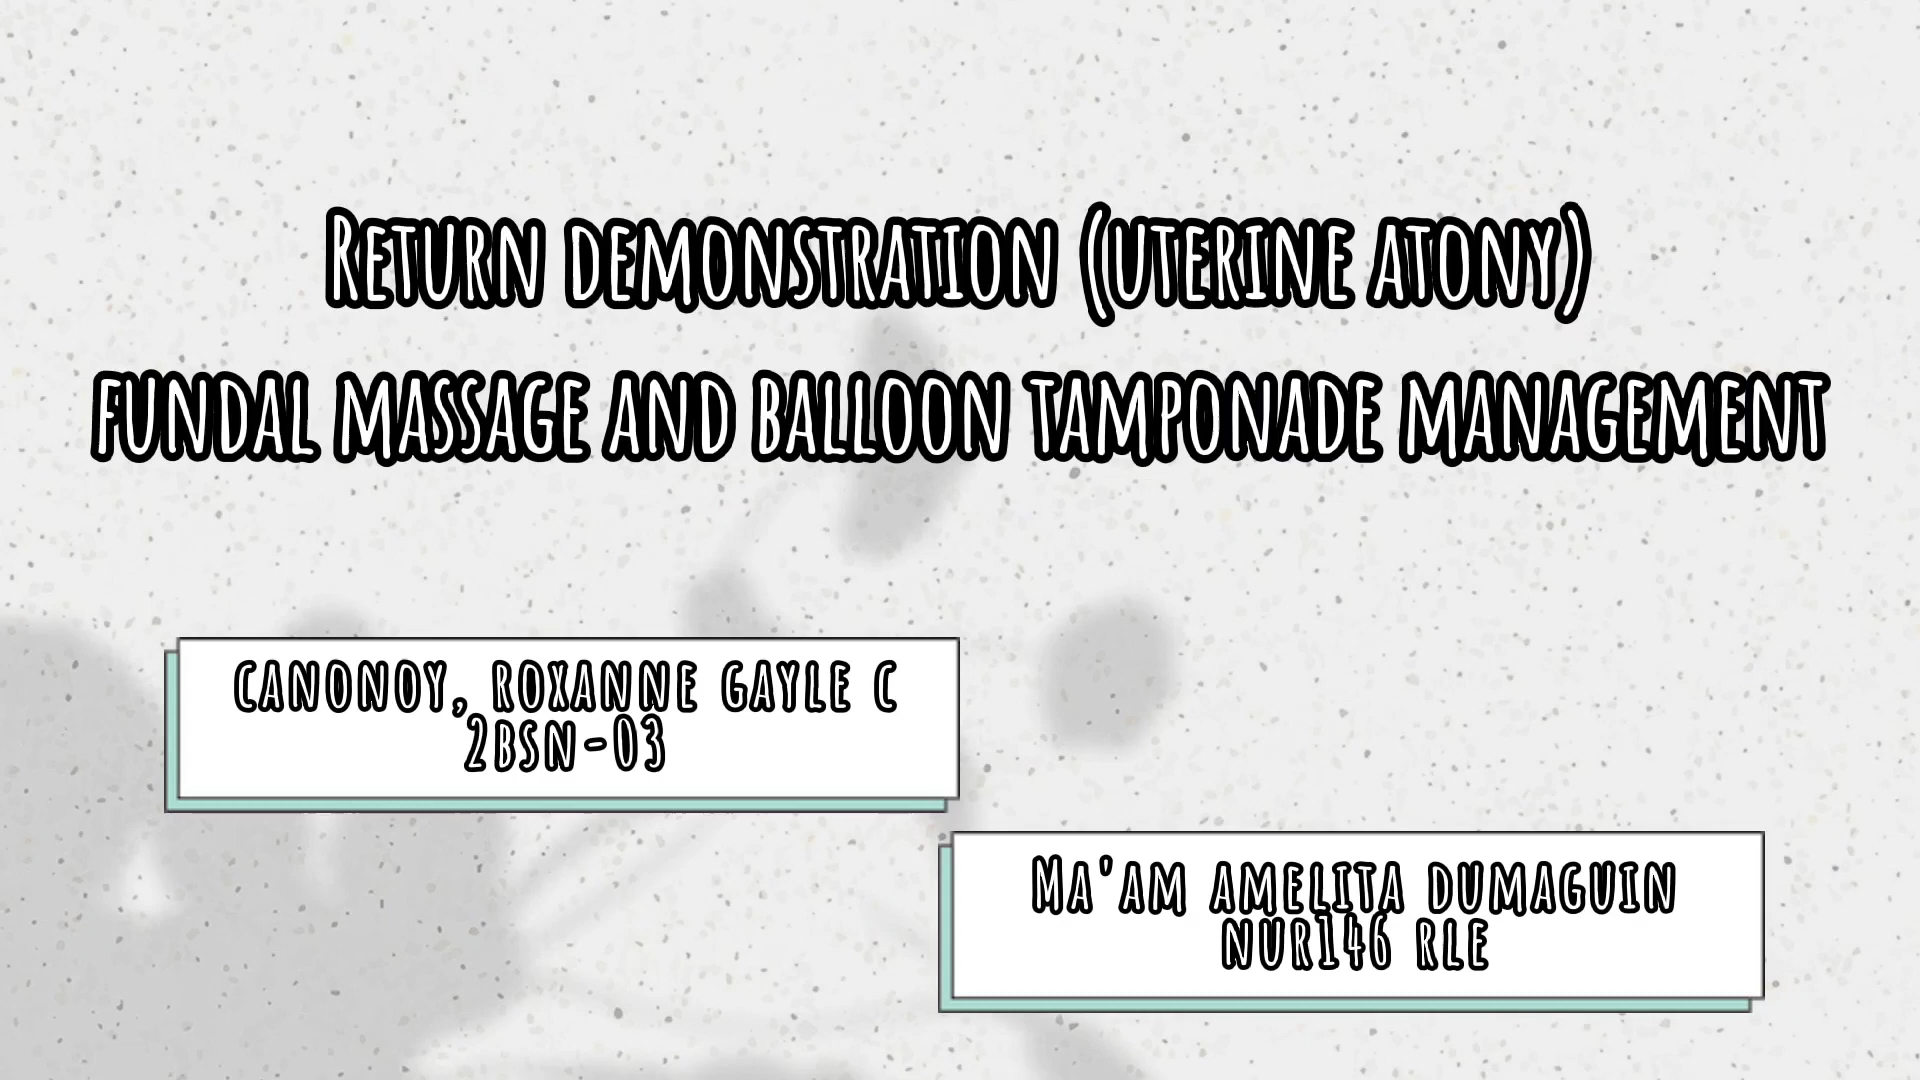 Return demonstration (uterine atony)
fundal massage and balloon tamponade management
canonoy, roxanne gayle c
2bsn-03
Ma'am amelita dumaguin
nur146 rle